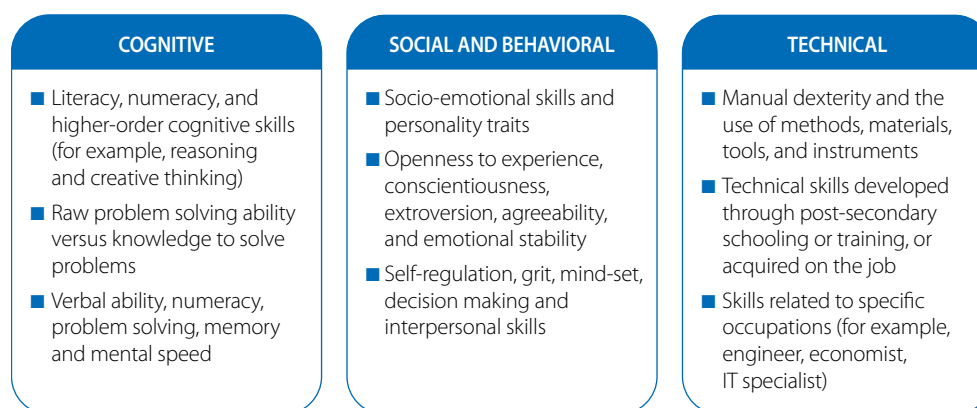 COGNITIVE
■ Literacy, numeracy, and
higher-order cognitive skills
(for example, reasoning
and creative thinking)
■ Raw problem solving ability
versus knowledge to solve
problems
■ Verbal ability, numeracy,
problem solving, memory
and mental speed
SOCIAL AND BEHAVIORAL
■ Socio-emotional skills and
personality traits
■ Openness to experience,
conscientiousness,
extroversion, agreeability,
and emotional stability
■ Self-regulation, grit, mind-set,
decision making and
interpersonal skills
TECHNICAL
■ Manual dexterity and the
use of methods, materials,
tools, and instruments
■ Technical skills developed
through post-secondary
schooling or training, or
acquired on the job
■ Skills related to specific
occupations (for example,
engineer, economist,
IT specialist)